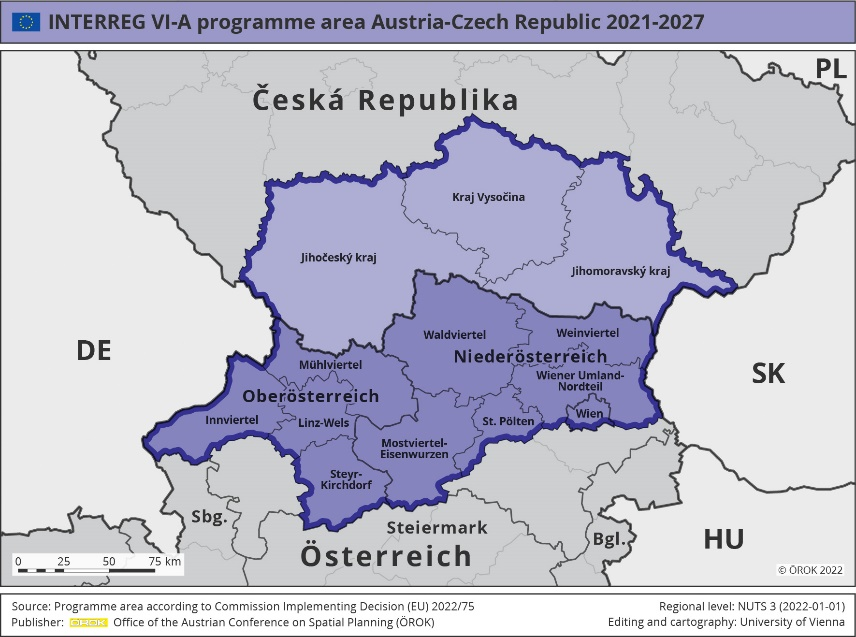 INTERREG VI-A programme area Austria-Czech Republic 2021-2027
PL
Česká Republika
Kraj Vysočina
Jihočeský kraj
Jihomoravský kraj
Waldviertel
Weinviertel
DE
Niederösterreich
Mühlviertel
SK
Wiener Umland-
Nordteil
Oberösterreich
Wien
Innviertel
Linz-Wels
St. Pölten
Mostviertel-
Eisenwurzen
Steyr-
Kirchdorf
Sbg.
Steiermark
Österreich
Bgl.
HU
0 25 50 75 km
© ÖROK 2022
Source: Programme area according to Commission Implementing Decision (EU) 2022/75
Regional level: NUTS 3 (2022-01-01)
Publisher: ÖROK Office of the Austrian Conference on Spatial Planning (ÖROK)
Editing and cartography: University of Vienna